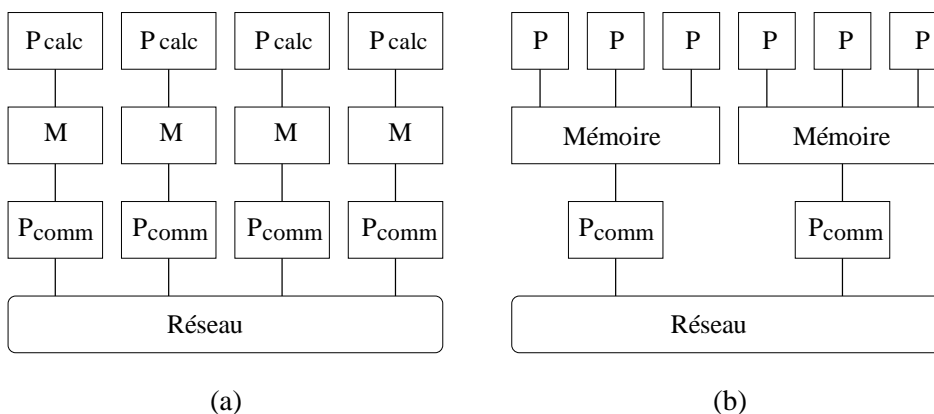 P calc P calc P calc P calc
M M M M
Pcomm Pcomm Pcomm Pcomm
Réseau
(a)
P P P P P P
Mémoire Mémoire
Pcomm Pcomm
Réseau
(b)